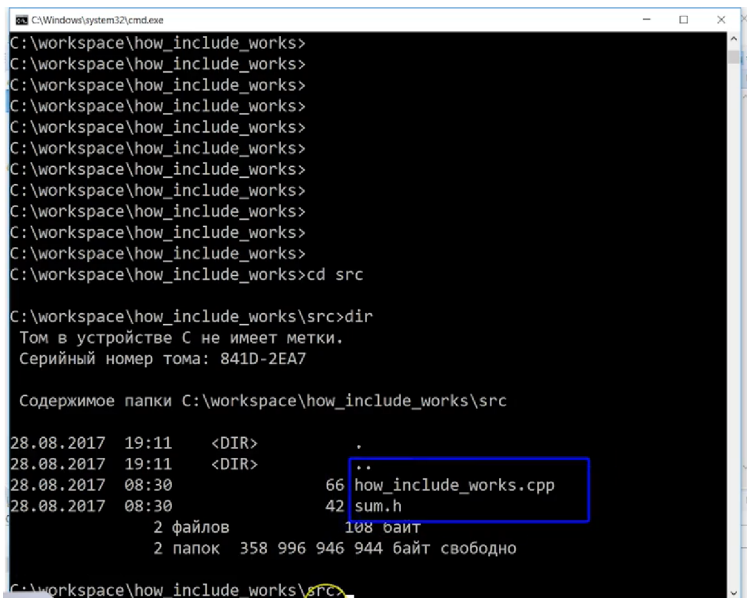 C:\Windows\system32\cmd.exe
C:\workspace\how_include_works>
C:\workspace\how_include_works>
C:\workspace\how_include_works>
C:\workspace\how_include_works>
C:\workspace\how_include_works>
C:\workspace\how_include_works>
C:\workspace\how_include_works>
C:\workspace\how_include_works>
C:\workspace\how_include_works>
C:\workspace\how_include_works>
C:\workspace\how_include_works>
C:\workspace\how_include_works>cd src
C:\workspace\how_include_works\src>dir
Том в устройстве C не имеет метки.
Серийный номер тома: 841D-2EA7
Содержимое папки C:\workspace\how_include_works\src
28.08.2017 19:11 <DIR> .
28.08.2017 19:11 <DIR> ..
28.08.2017 08:30 66 how_include_works.cpp
28.08.2017 08:30 42 sum.h
2 файлов 108 байт
2 папок 358 996 946 944 байт свободно
C:\workspace\how_include_works\src>